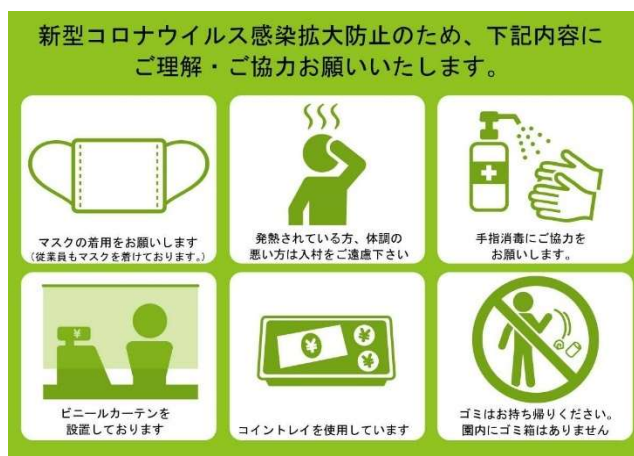 新型コロナウイルス感染拡大防止のため、下記内容に
ご理解・ご協力お願いいたします。
マスクの着用をお願いします
(従業員もマスクを着けております。)
発熱されている方、体調の
悪い方は入村をご遠慮下さい
手指消毒にご協力を
お願いします。
¥
ビニールカーテンを
設置しております
¥
¥
¥
コイントレイを使用しています
ゴミはお持ち帰りください。
園内にゴミ箱はありません